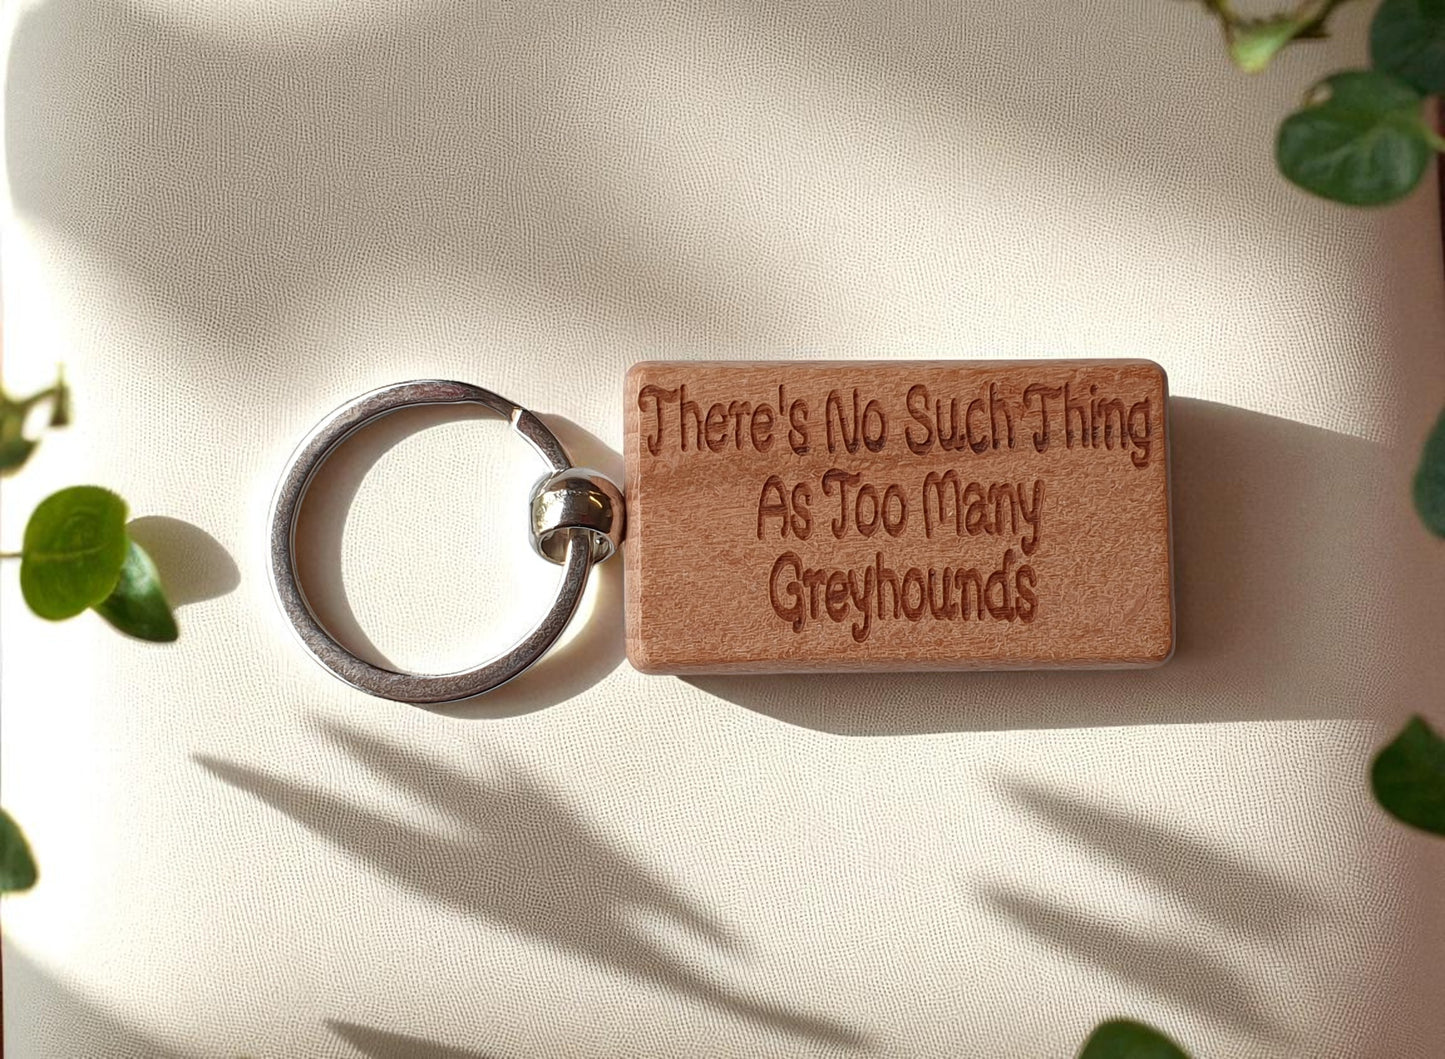 There's No Such Thing
As Too Many
Greyhounds